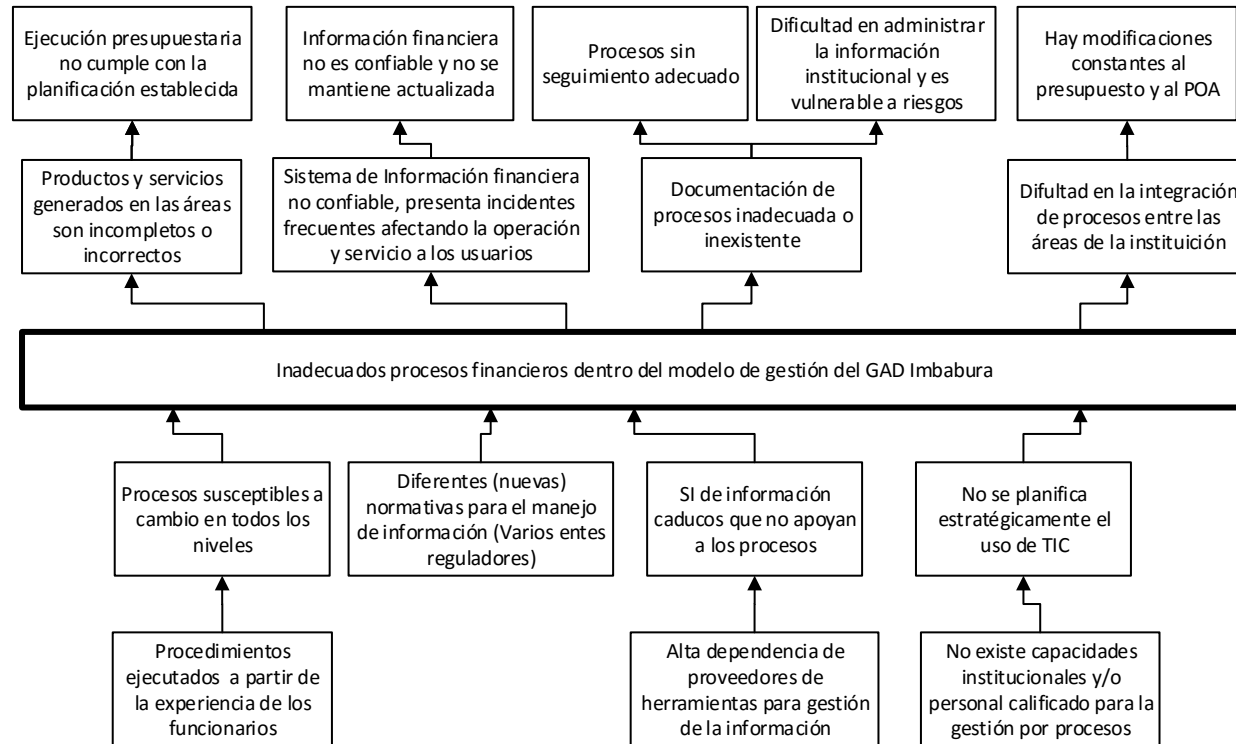 Ejecución presupuestaria
no cumple con la
planificación establecida
Información financiera
no es confiable y no se
mantiene actualizada
Procesos sin
seguimiento adecuado
Dificultad en administrar
la información
institucional y es
vulnerable a riesgos
Hay modificaciones
constantes al
presupuesto y al POA
Productos y servicios
generados en las áreas
son incompletos o
incorrectos
Sistema de Información financiera
no confiable, presenta incidentes
frecuentes afectando la operación
y servicio a los usuarios
Documentación de
procesos inadecuada o
inexistente
Difultad en la integración
de procesos entre las
áreas de la instituición
Inadecuados procesos financieros dentro del modelo de gestión del GAD Imbabura
Procesos susceptibles a
cambio en todos los
niveles
Diferentes (nuevas)
normativas para el manejo
de información (Varios entes
reguladores)
SI de información
caducos que no apoyan
a los procesos
No se planifica
estratégicamente el
uso de TIC
Procedimientos
ejecutados a partir de
la experiencia de los
funcionarios
Alta dependencia de
proveedores de
herramientas para gestión
de la información
No existe capacidades
institucionales y/o
personal calificado para la
gestión por procesos